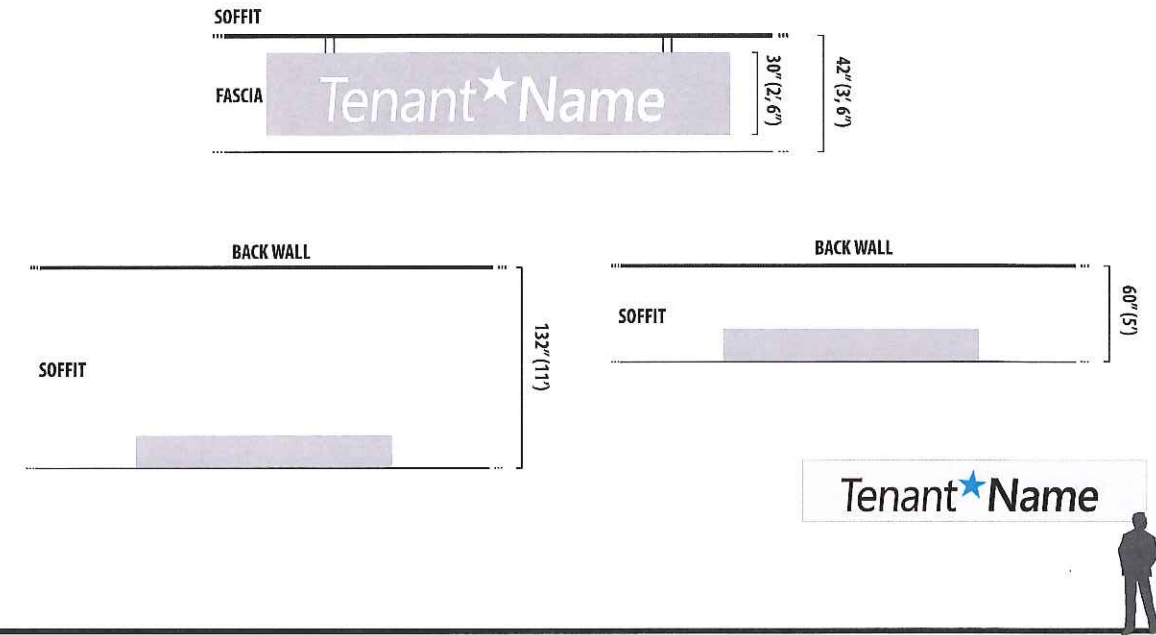 SOFFIT
FASCIA
Tenant★Name
30" (2', 6")
42" (3', 6")
BACK WALL
SOFFIT
132" (11')
BACK WALL
SOFFIT
60" (5')
Tenant★Name